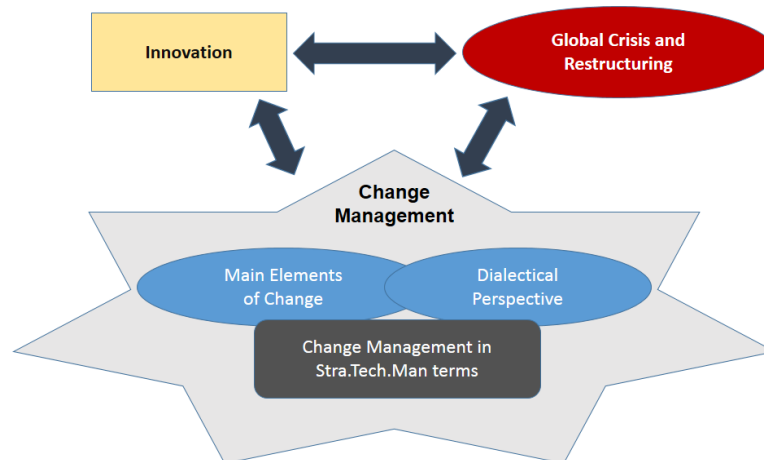 Innovation
Global Crisis and
Restructuring
Change
Management
Main Elements
of Change
Dialectical
Perspective
Change Management in
Stra.Tech.Man terms